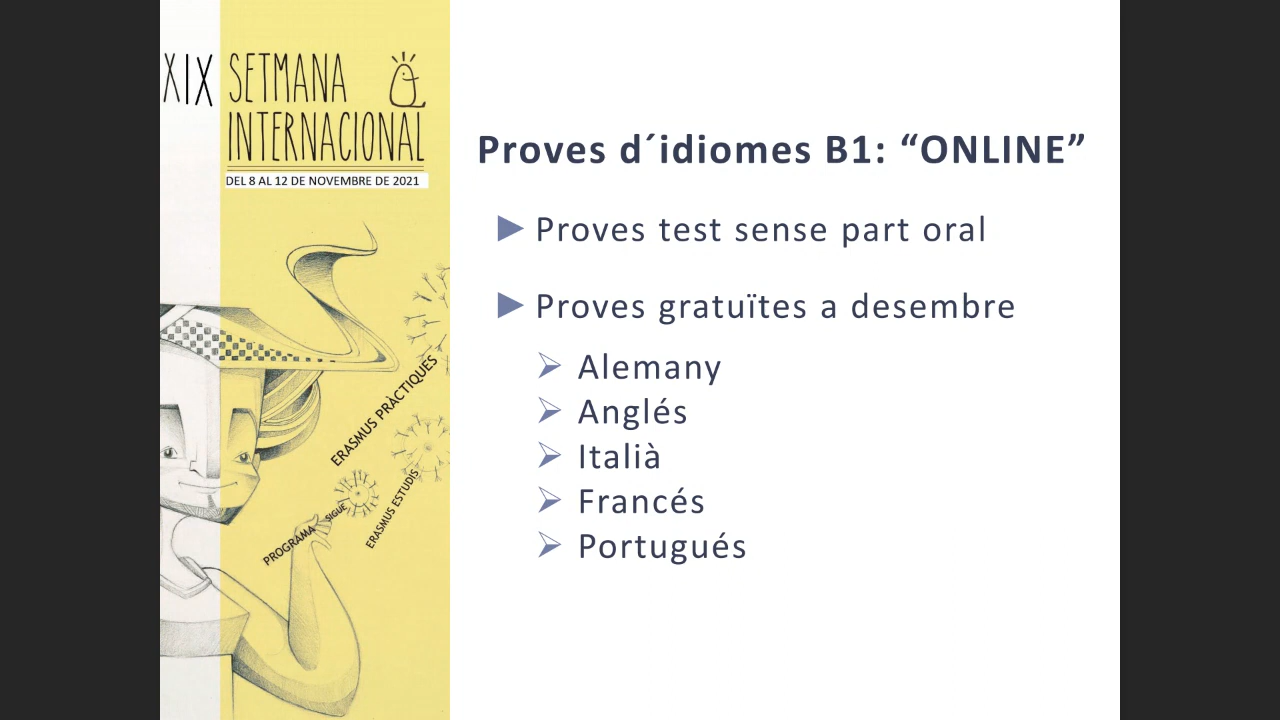 XIX SETMANA
INTERNACIONAL
DEL 8 AL 12 DE NOVEMBRE DE 2021
ERASMUS PRÀCTIQUES
PROGRAMA SIGUE
ERASMUS ESTUDIS
Proves d´idiomes B1: “ONLINE”
Proves test sense part oral
Proves gratuïtes a desembre
Alemany
Anglés
Italià
Francés
Portugués